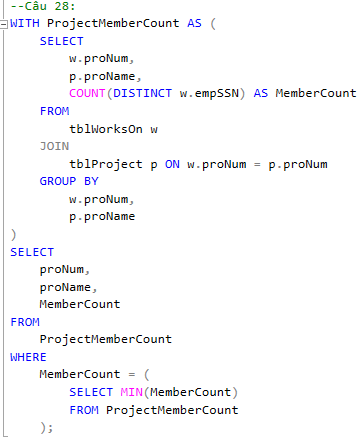 --Câu 28:
WITH ProjectMemberCount AS (
    SELECT
        w.proNum,
        p.proName,
        COUNT(DISTINCT w.empSSN) AS MemberCount
    FROM
        tblWorksOn w
    JOIN
        tblProject p ON w.proNum = p.proNum
    GROUP BY
        w.proNum,
        p.proName
)
SELECT
    proNum,
    proName,
    MemberCount
FROM
    ProjectMemberCount
WHERE
    MemberCount = (
        SELECT MIN(MemberCount)
        FROM ProjectMemberCount
    );